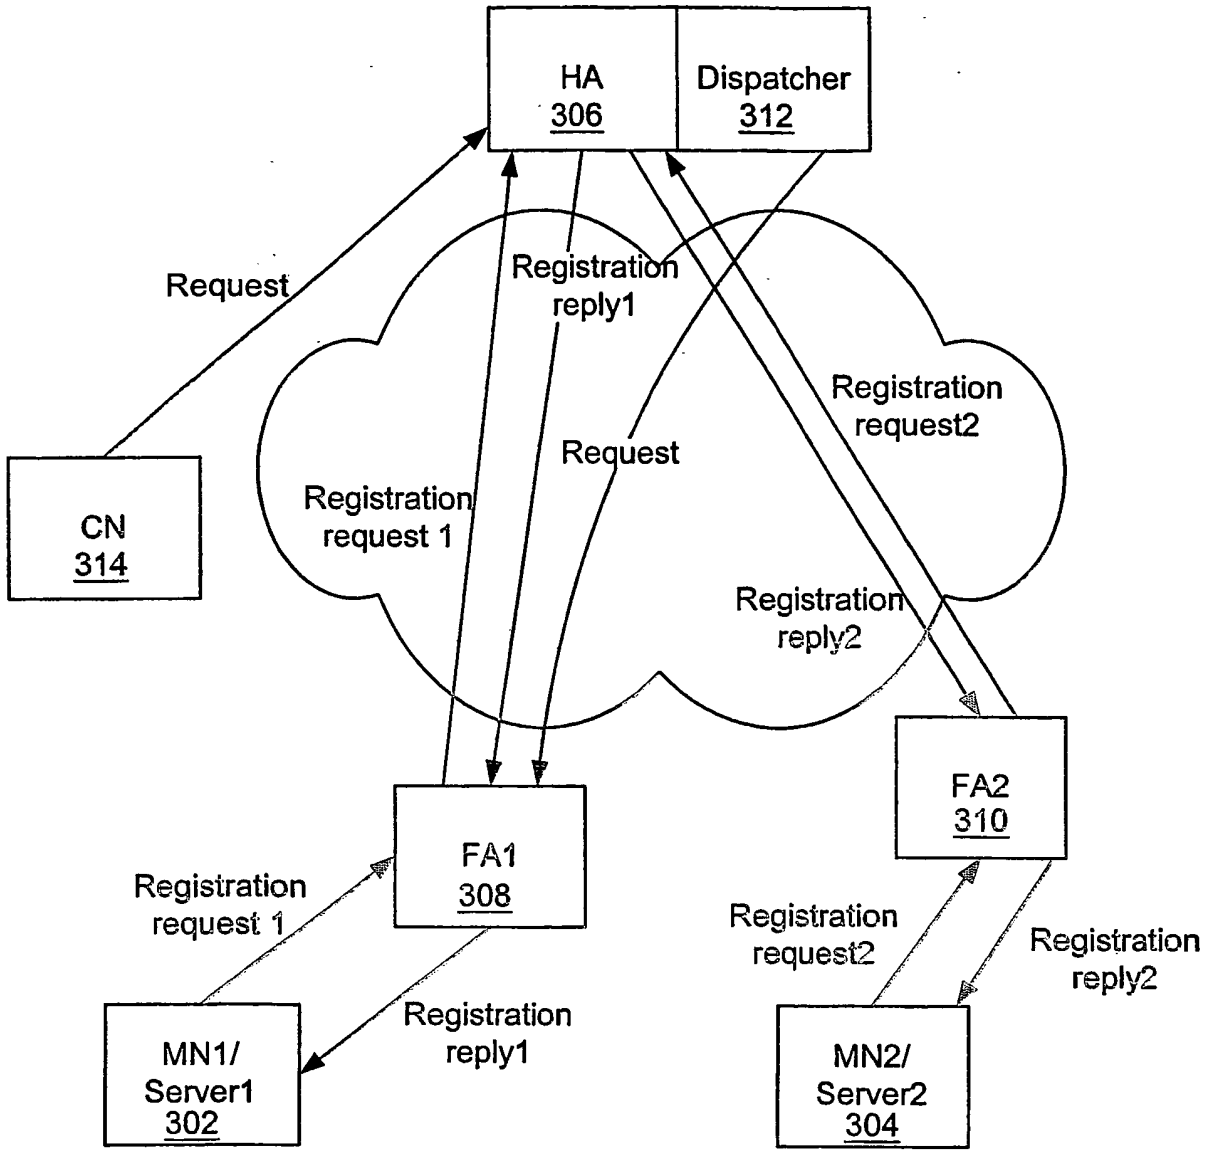 HA
306
Dispatcher
312
Registration
reply1
Request
Registration
request2
Request
Registration
request 1
CN
314
Registration
reply2
FA2
310
FA1
308
Registration
request 1
Registration
request2
Registration
reply2
Registration
reply1
MN1/
Server1
302
MN2/
Server2
304